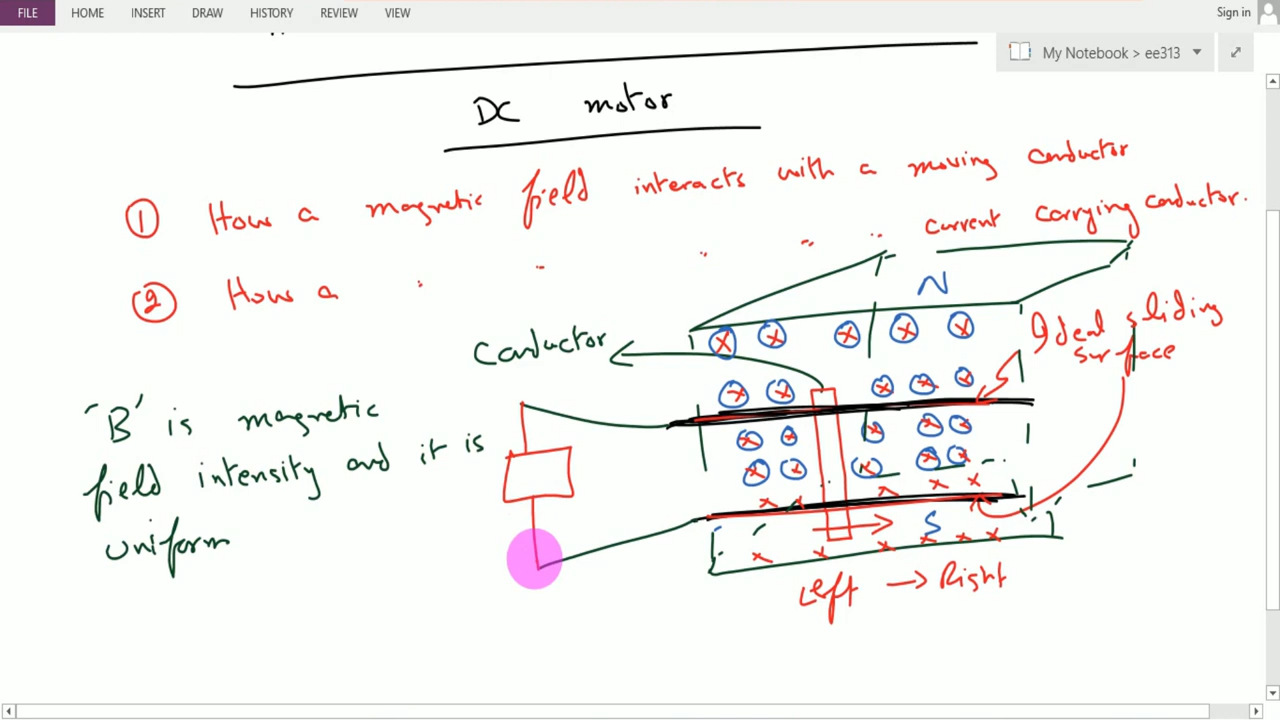 FILE HOME INSERT DRAW HISTORY REVIEW VIEW Sign in
My Notebook > ee313
DC motor
① How a magnetic field interacts with a moving conductor
② How a " " " " " current carrying conductor.
N
Ideal sliding
surface
Conductor
'B' is magnetic
field intensity and it is
uniform
S
Left → Right